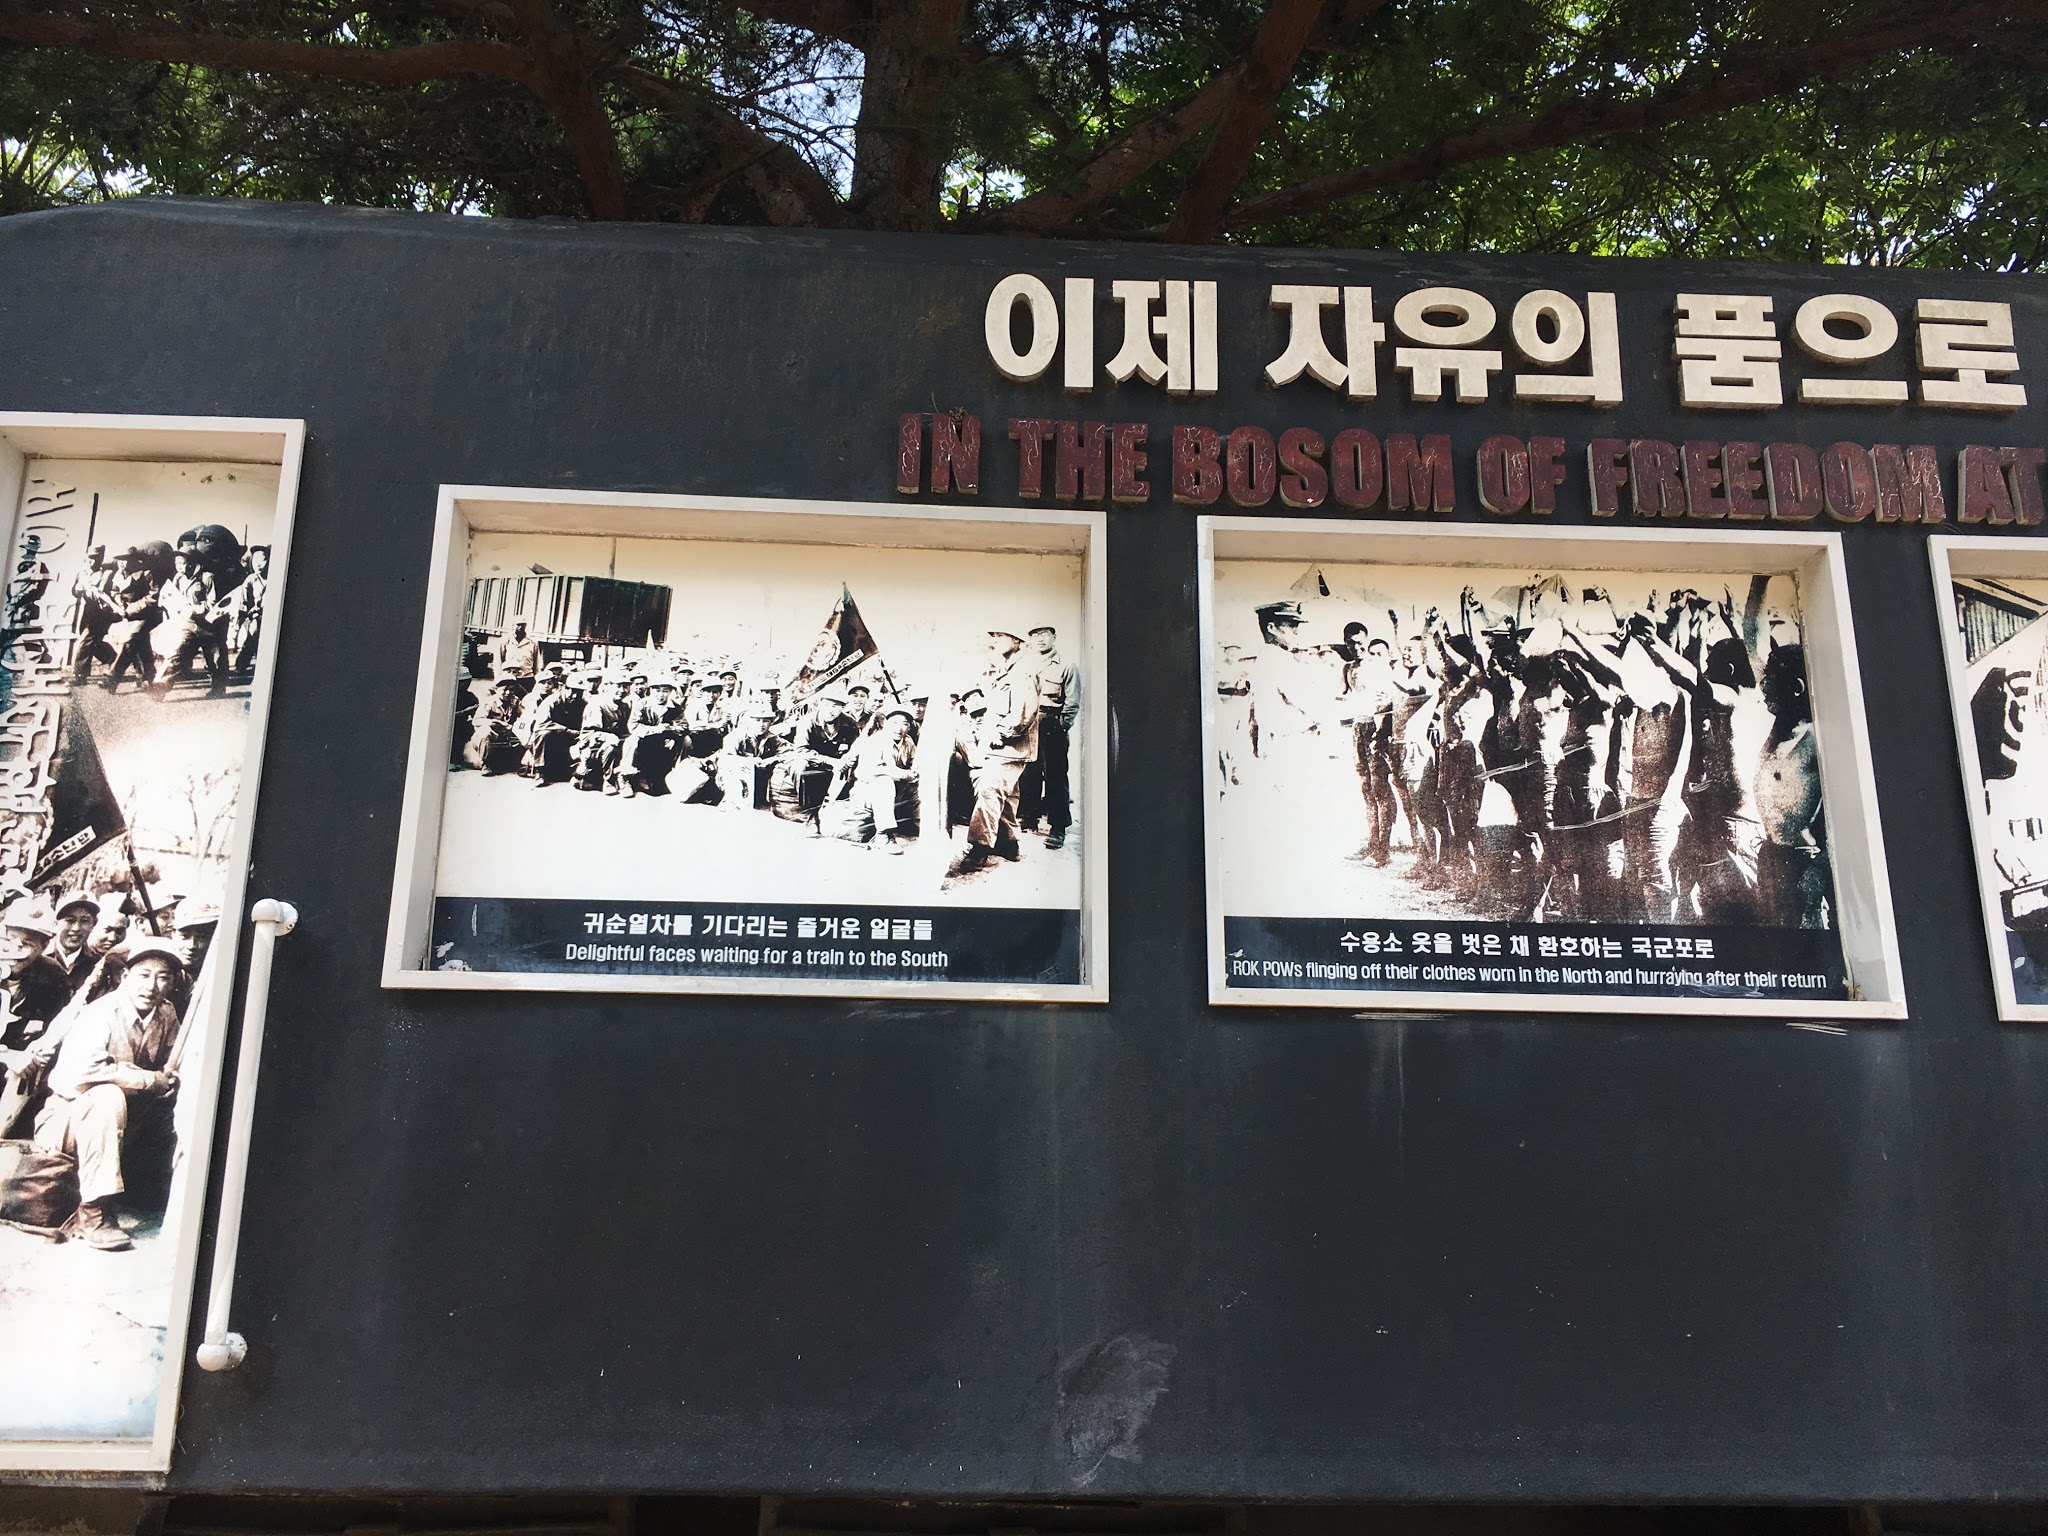 이제 자유의 품으로
IN THE BOSOM OF FREEDOM AT
귀순열차를 기다리는 즐거운 얼굴들
Delightful faces waiting for a train to the South
수용소 옷을 벗은 채 환호하는 국군포로
ROK POWs flinging off their clothes worn in the North and hurraying after their return